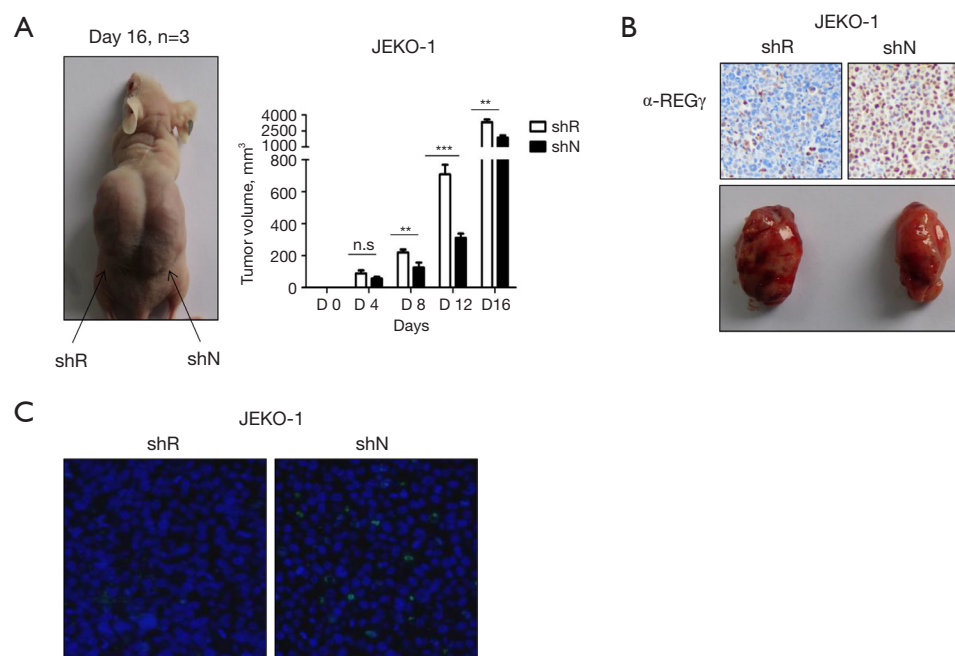 A
Day 16, n=3
shR
shN
JEKO-1
Tumor volume, mm³
4000
2500
1000
800
600
400
200
0
n.s
**
***
**
shR
shN
D 0 D 4 D 8 D 12 D16
Days
B
JEKO-1
shR shN
α-REGγ
C
JEKO-1
shR shN